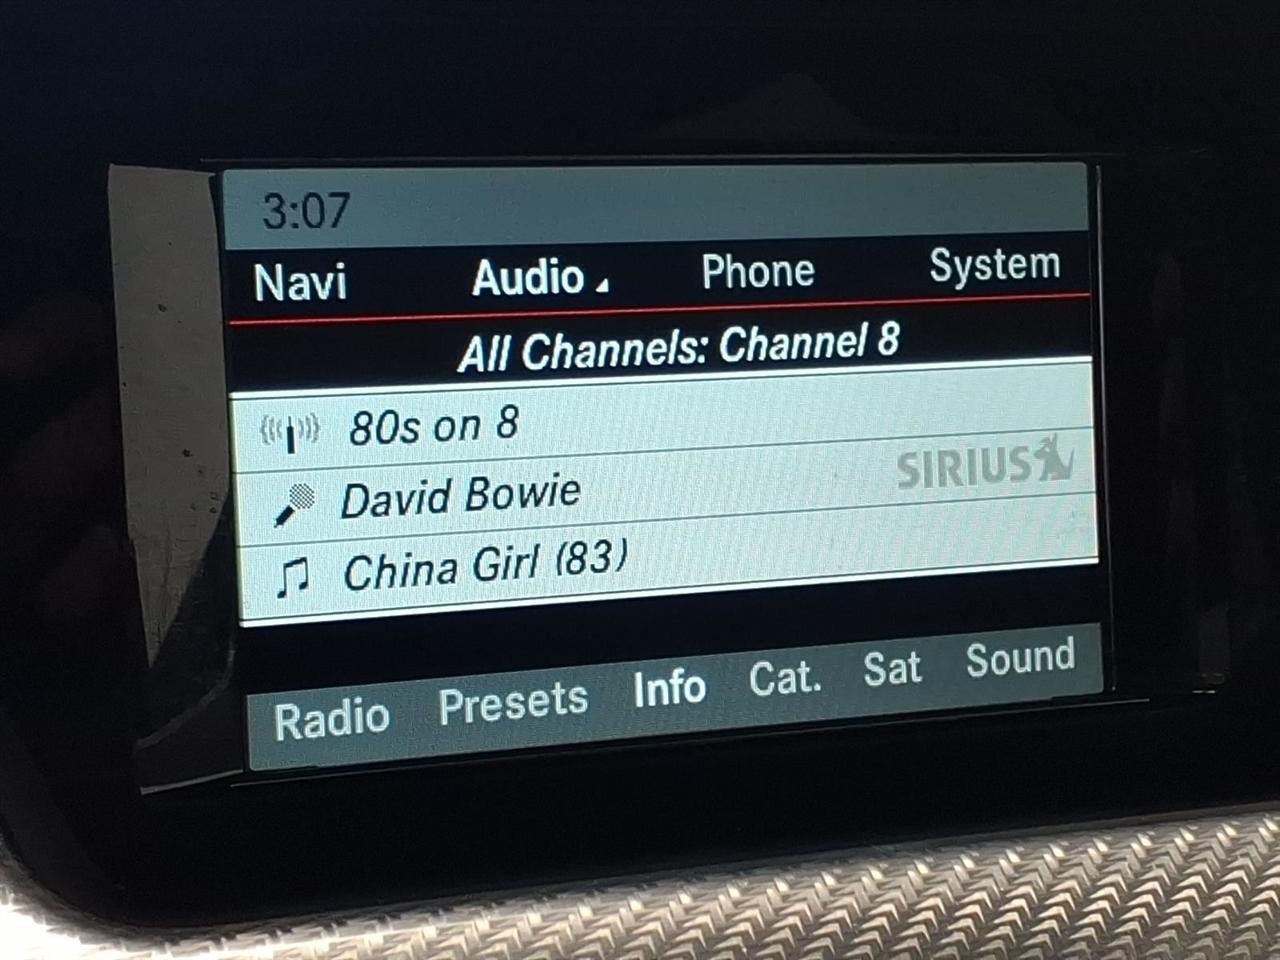 3:07
Navi Audio Phone System
All Channels: Channel 8
80s on 8
SIRIUS
David Bowie
China Girl (83)
Radio Presets Info Cat. Sat Sound